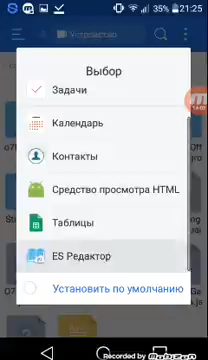 35% 21:25
Устройство
Выбор
Задачи
Календарь
Контакты
Средство просмотра HTML
Таблицы
ES Редактор
Установить по умолчанию
Recorded by